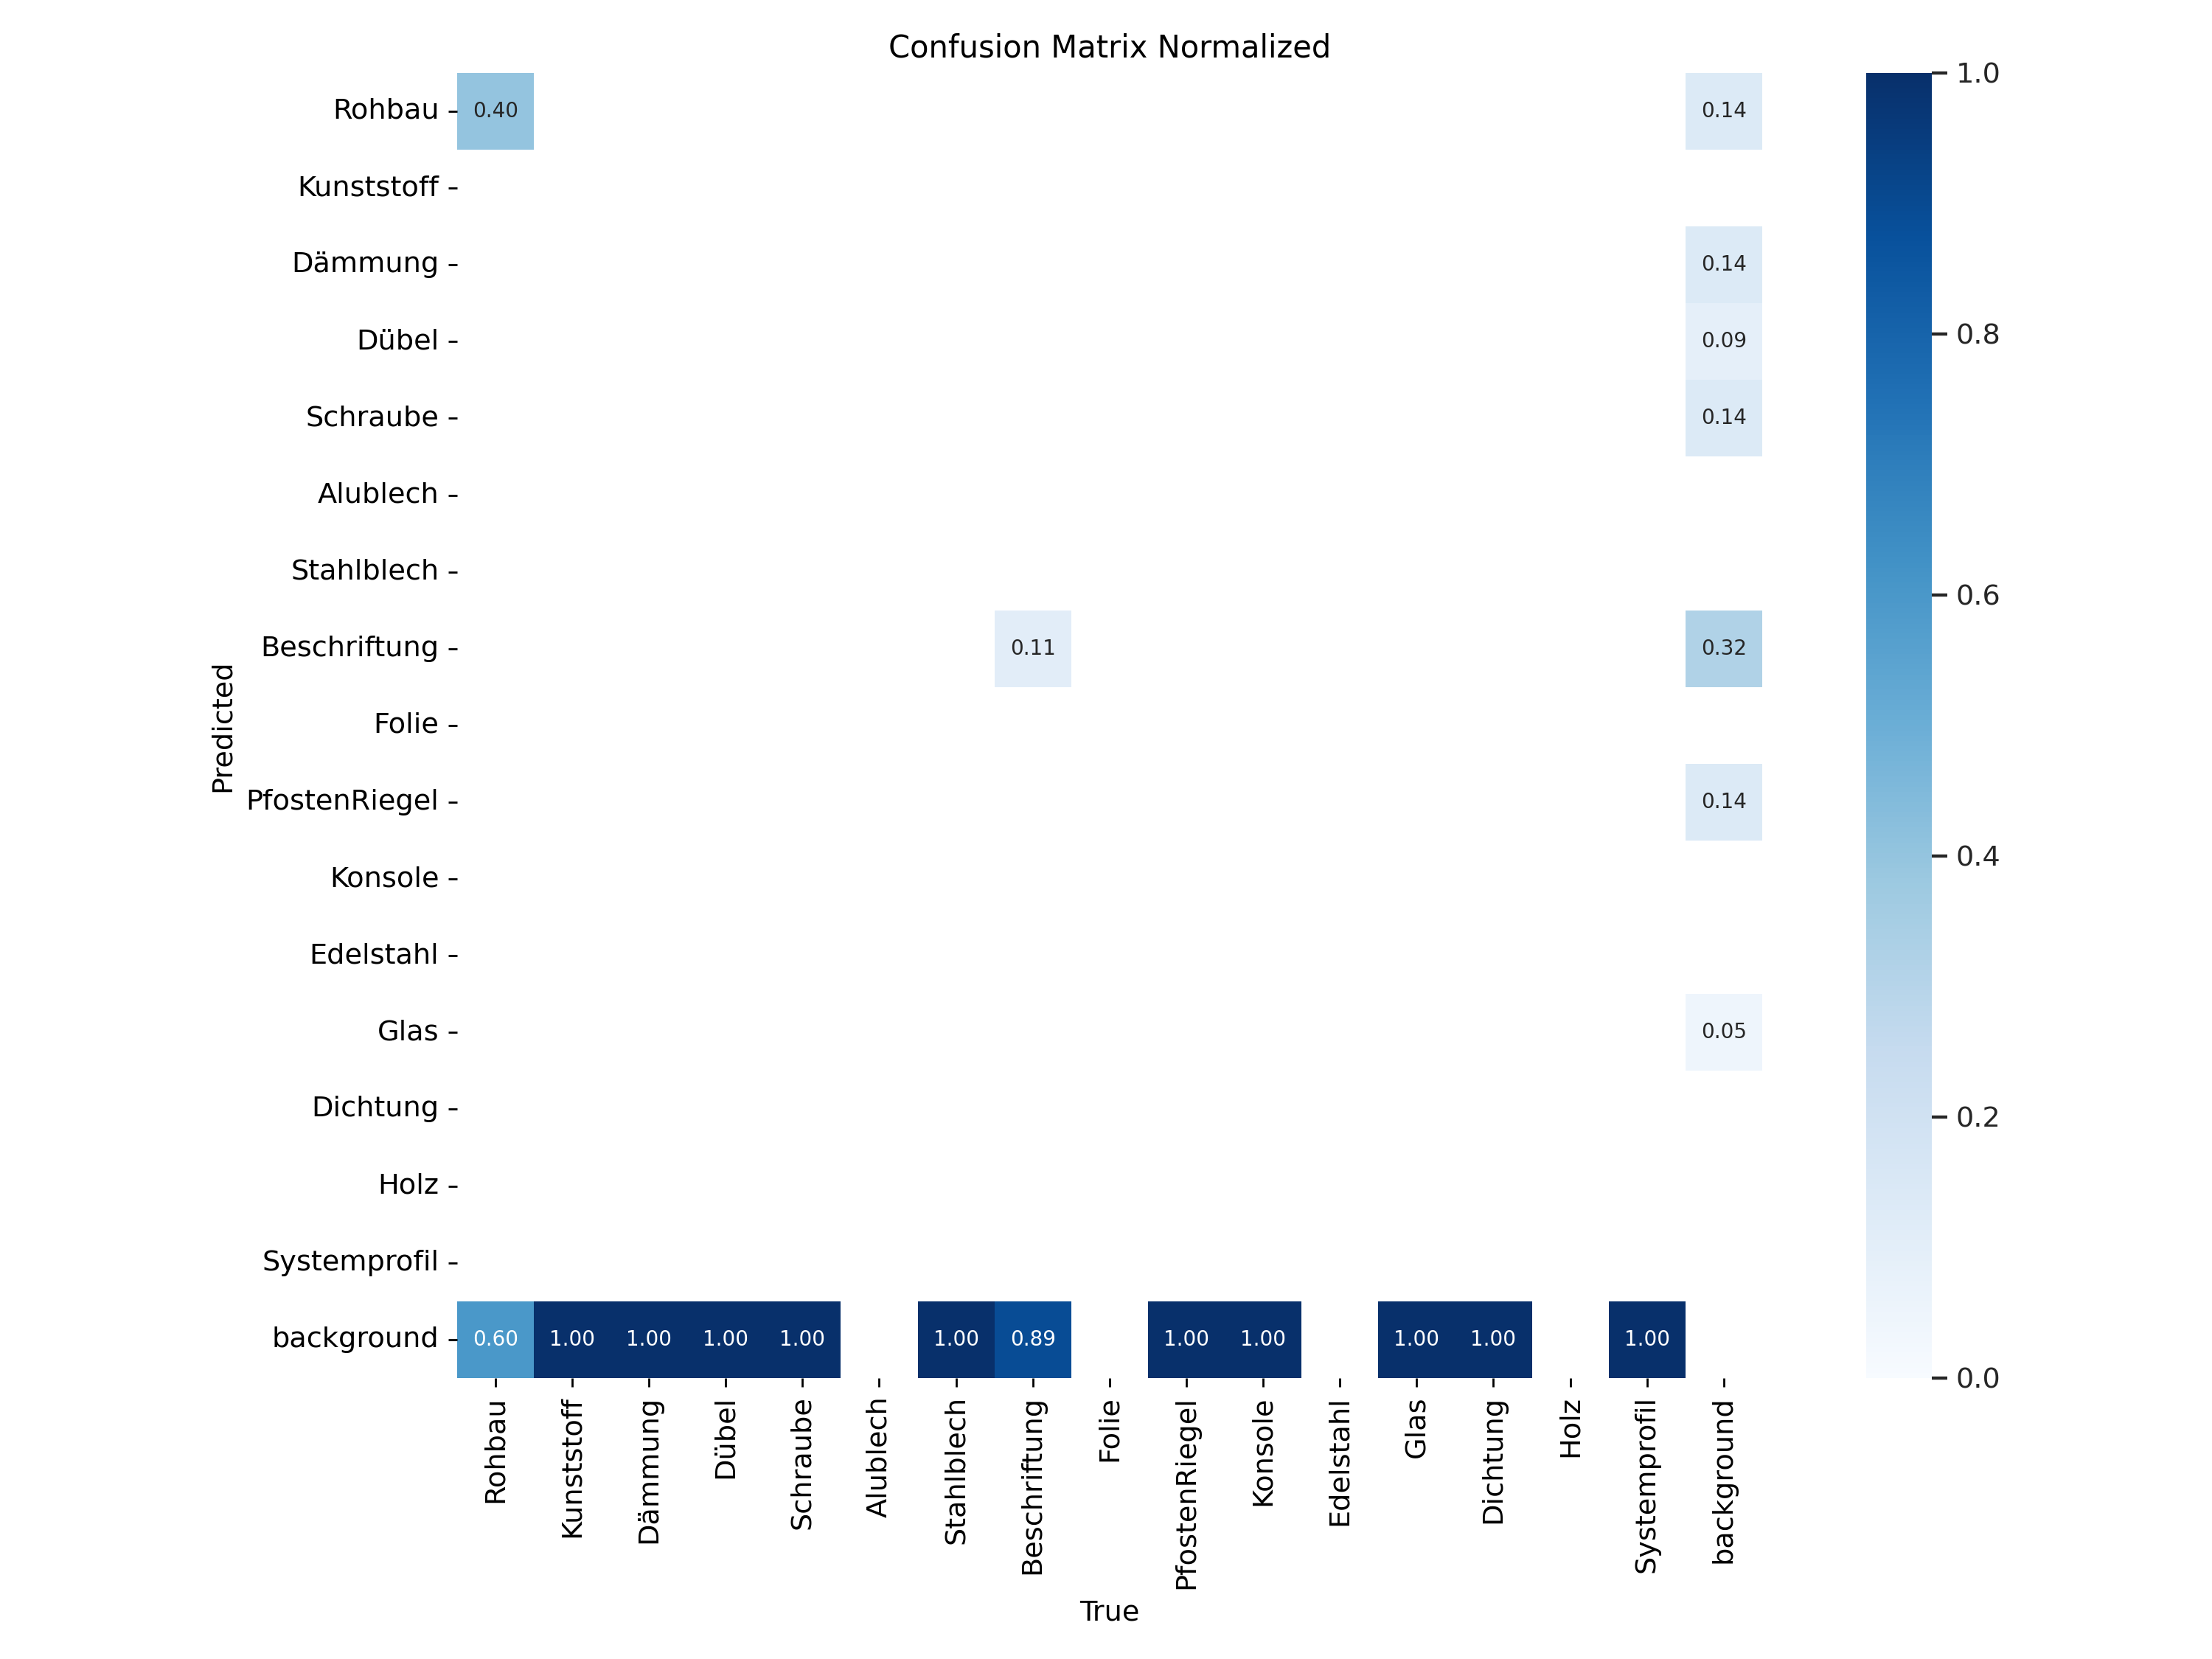 Confusion Matrix Normalized
Rohbau
0.40
0.14
1.0
Kunststoff
Dämmung
0.14
Dübel
0.09
0.8
Schraube
0.14
Alublech
Stahlblech
0.6
Beschriftung
0.11
0.32
Predicted
Folie
PfostenRiegel
0.14
0.4
Konsole
Edelstahl
Glas
0.05
Dichtung
0.2
Holz
Systemprofil
background
0.60 1.00 1.00 1.00 1.00 1.00 0.89 1.00 1.00 1.00 1.00 1.00
0.0
Rohbau
Kunststoff
Dämmung
Dübel
Schraube
Alublech
Stahlblech
Beschriftung
Folie
PfostenRiegel
Konsole
Edelstahl
Glas
Dichtung
Holz
Systemprofil
background
True